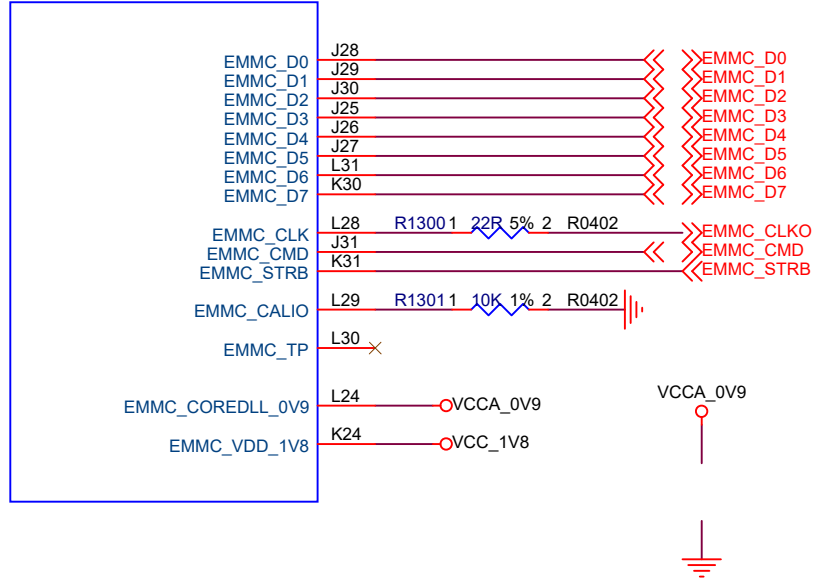 EMMC_D0 J28 EMMC_D0
EMMC_D1 J29 EMMC_D1
EMMC_D2 J30 EMMC_D2
EMMC_D3 J25 EMMC_D3
EMMC_D4 J26 EMMC_D4
EMMC_D5 J27 EMMC_D5
EMMC_D6 L31 EMMC_D6
EMMC_D7 K30 EMMC_D7
EMMC_CLK L28 R1300 1 22R 5% 2 R0402 EMMC_CLKO
EMMC_CMD J31 EMMC_CMD
EMMC_STRB K31 EMMC_STRB
EMMC_CALIO L29 R1301 1 10K 1% 2 R0402
EMMC_TP L30
VCCA_0V9
EMMC_COREDLL_0V9 L24 VCCA_0V9
EMMC_VDD_1V8 K24 VCC_1V8